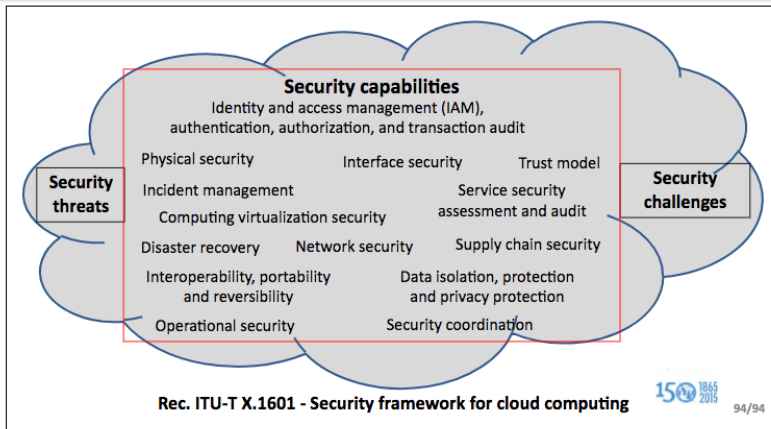 Security capabilities
Identity and access management (IAM),
authentication, authorization, and transaction audit
Physical security
Interface security
Trust model
Security
threats
Security
challenges
Incident management
Service security
assessment and audit
Computing virtualization security
Disaster recovery
Network security
Supply chain security
Interoperability, portability
and reversibility
Data isolation, protection
and privacy protection
Operational security
Security coordination
Rec. ITU-T X.1601 - Security framework for cloud computing
150
1865
2015
94/94